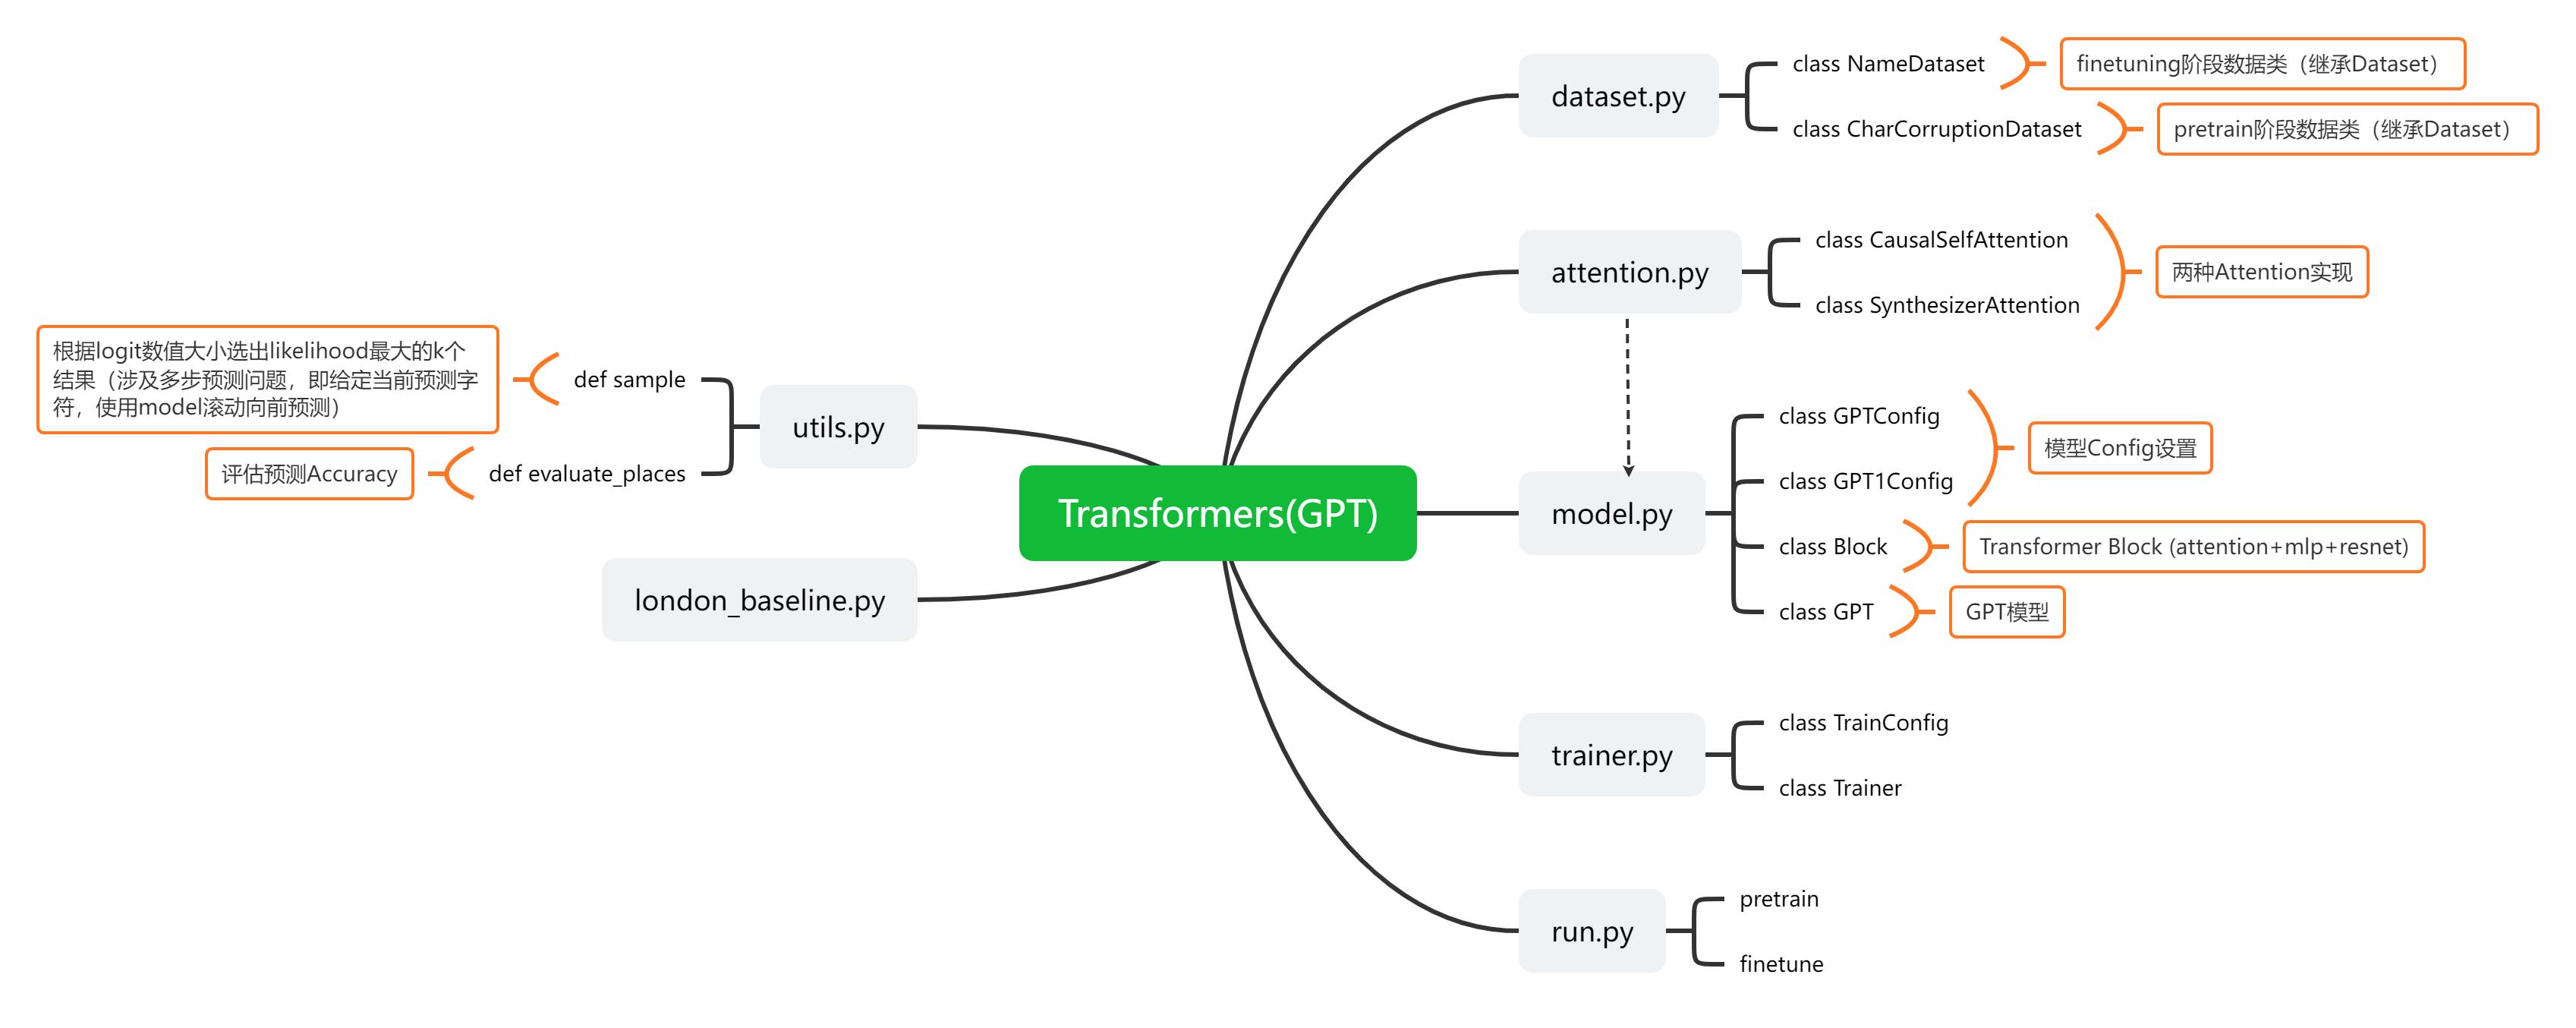 Transformers(GPT)
dataset.py
class NameDataset
finetuning阶段数据类（继承Dataset）
class CharCorruptionDataset
pretrain阶段数据类（继承Dataset）
attention.py
class CausalSelfAttention
class SynthesizerAttention
两种Attention实现
model.py
class GPTConfig
class GPT1Config
模型Config设置
class Block
Transformer Block (attention+mlp+resnet)
class GPT
GPT模型
trainer.py
class TrainConfig
class Trainer
run.py
pretrain
finetune
utils.py
def sample
根据logit数值大小选出likelihood最大的k个
结果（涉及多步预测问题，即给定当前预测字
符，使用model滚动向前预测）
def evaluate_places
评估预测Accuracy
london_baseline.py